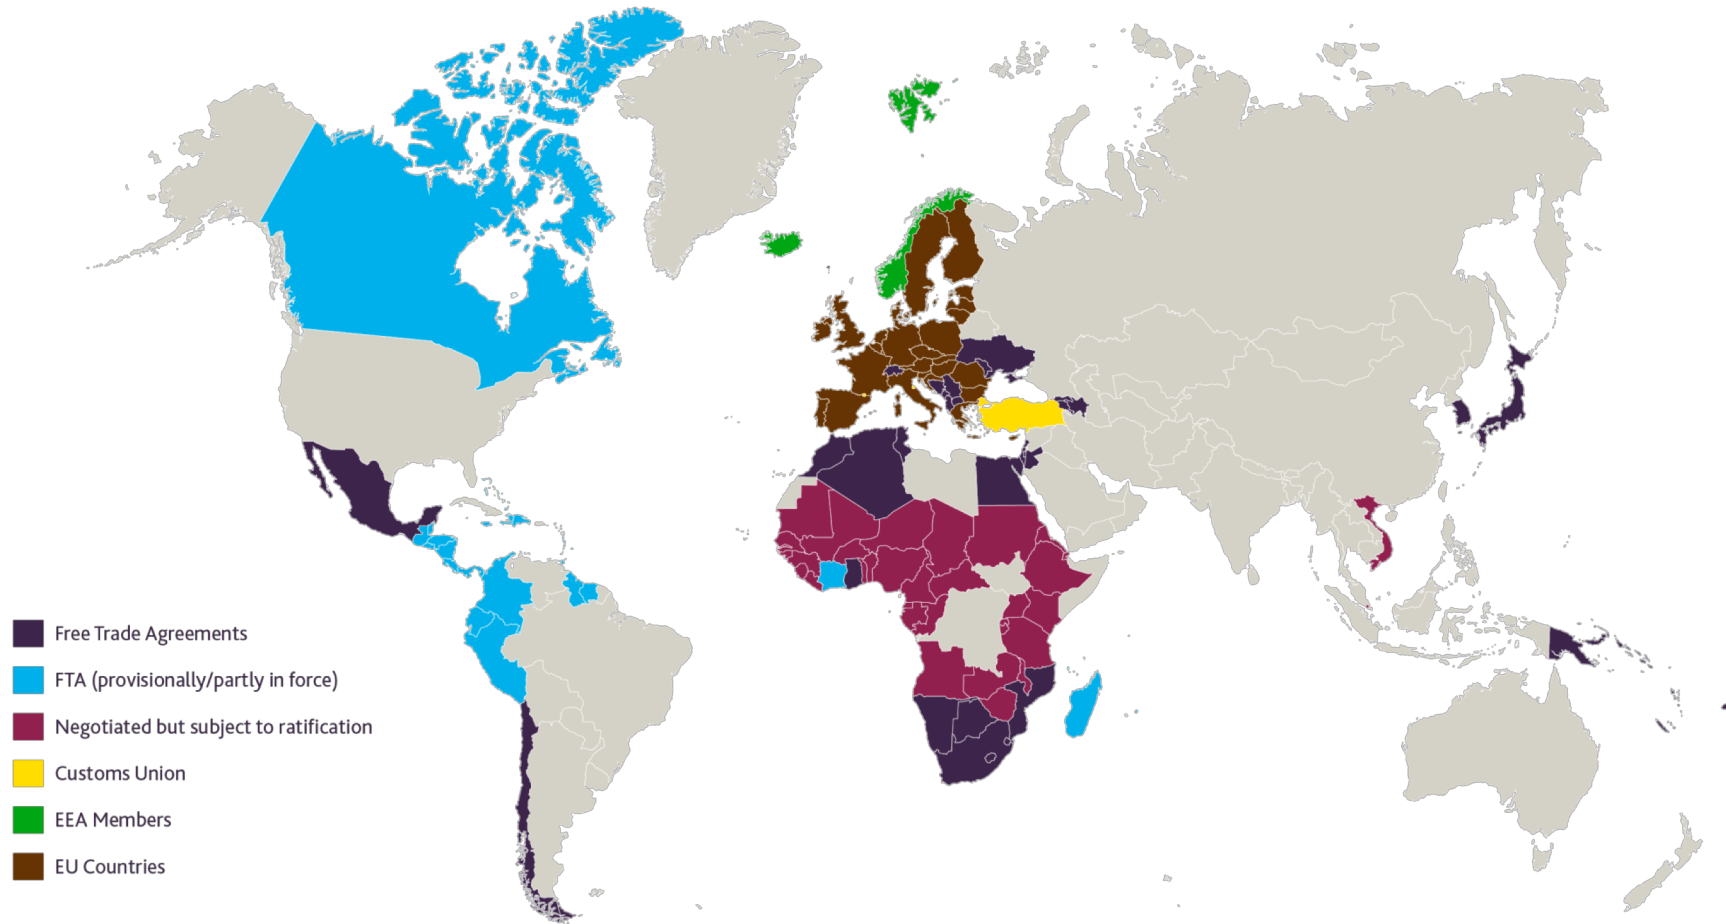 Free Trade Agreements
FTA (provisionally/partly in force)
Negotiated but subject to ratification
Customs Union
EEA Members
EU Countries